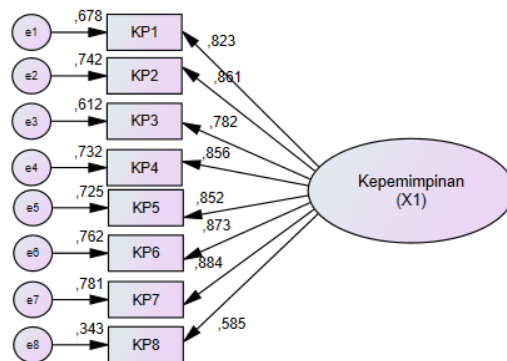 e1 ,678 KP1 ,823
e2 ,742 KP2 ,861
e3 ,612 KP3 ,782
e4 ,732 KP4 ,856
e5 ,725 KP5 ,852
e6 ,762 KP6 ,873
e7 ,781 KP7 ,884
e8 ,343 KP8 ,585
Kepemimpinan
(X1)